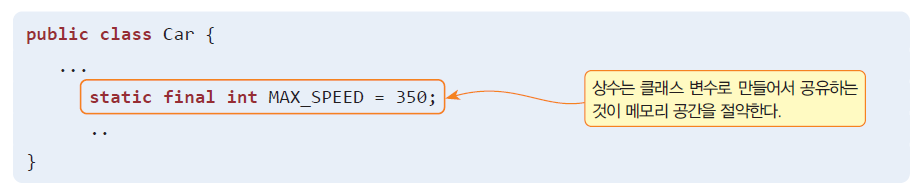 public class Car {
...
static final int MAX_SPEED = 350;
상수는 클래스 변수로 만들어서 공유하는
것이 메모리 공간을 절약한다.
..
}